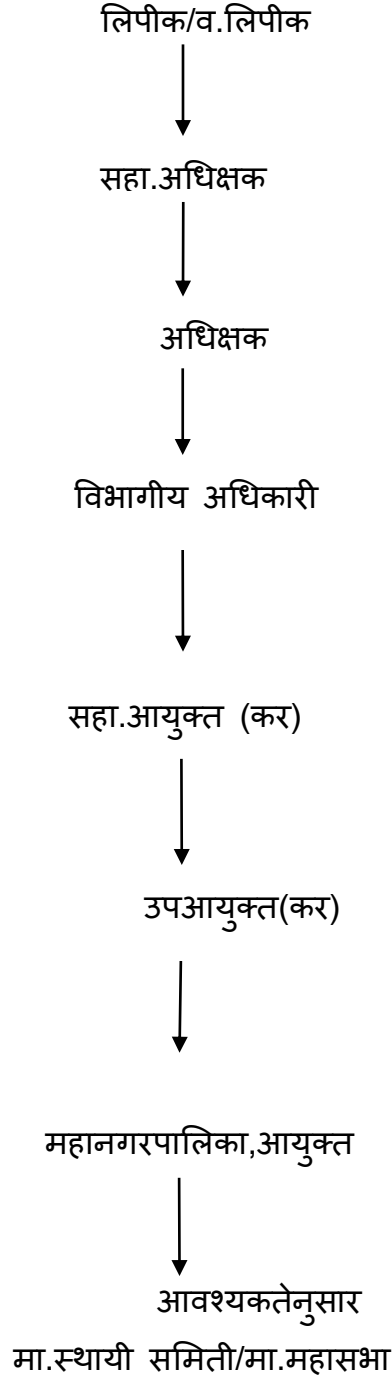 लिपीक/व.लिपीक
सहा.अधिक्षक
अधिक्षक
विभागीय अधिकारी
सहा.आयुक्त (कर)
उपआयुक्त(कर)
महानगरपालिका,आयुक्त
आवश्यकतेनुसार
मा.स्थायी समिती/मा.महासभा